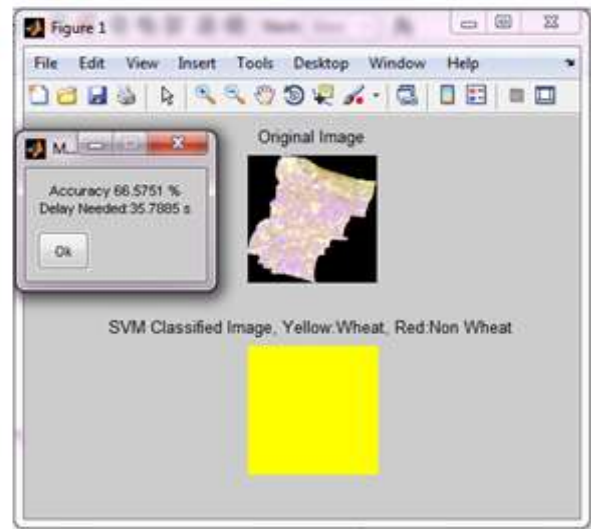 Figure 1
File Edit View Insert Tools Desktop Window Help
M...
Accuracy 66.5751 %
Delay Needed:35.7885 s
Ok
Original Image
SVM Classified Image, Yellow:Wheat, Red:Non Wheat